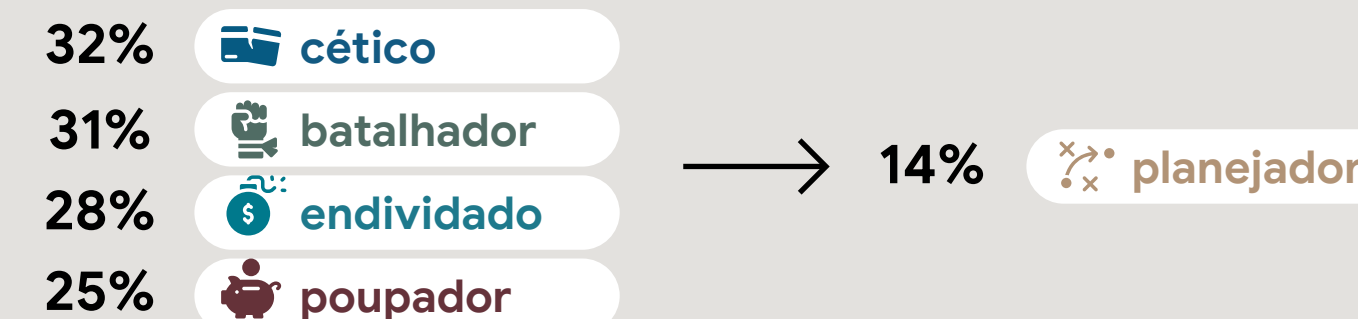 32% cético
31% batalhador
28% endividado
25% poupador
14% planejador